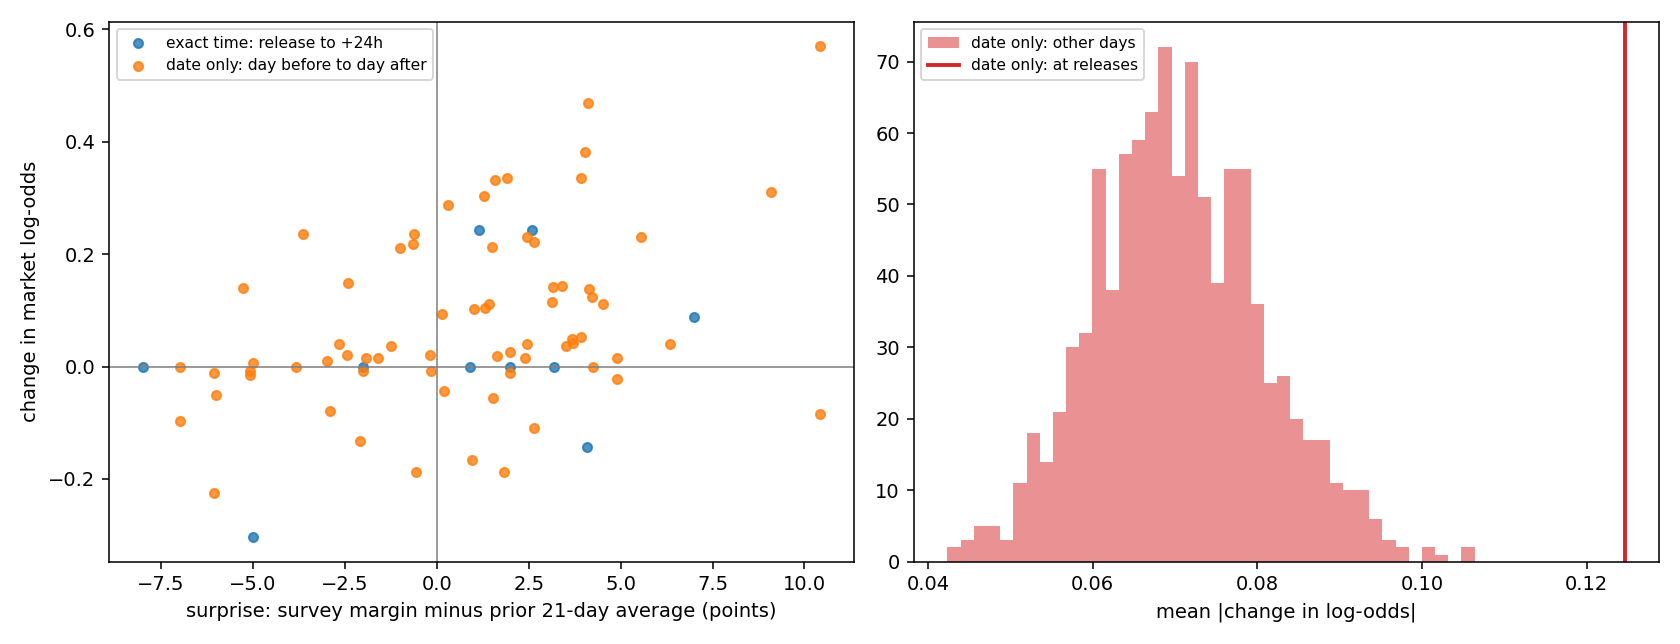 exact time: release to +24h
date only: day before to day after
0.6
0.4
0.2
0.0
−0.2
−7.5 −5.0 −2.5 0.0 2.5 5.0 7.5 10.0
change in market log-odds
surprise: survey margin minus prior 21-day average (points)
date only: other days
date only: at releases
70
60
50
40
30
20
10
0
0.04 0.06 0.08 0.10 0.12
mean |change in log-odds|